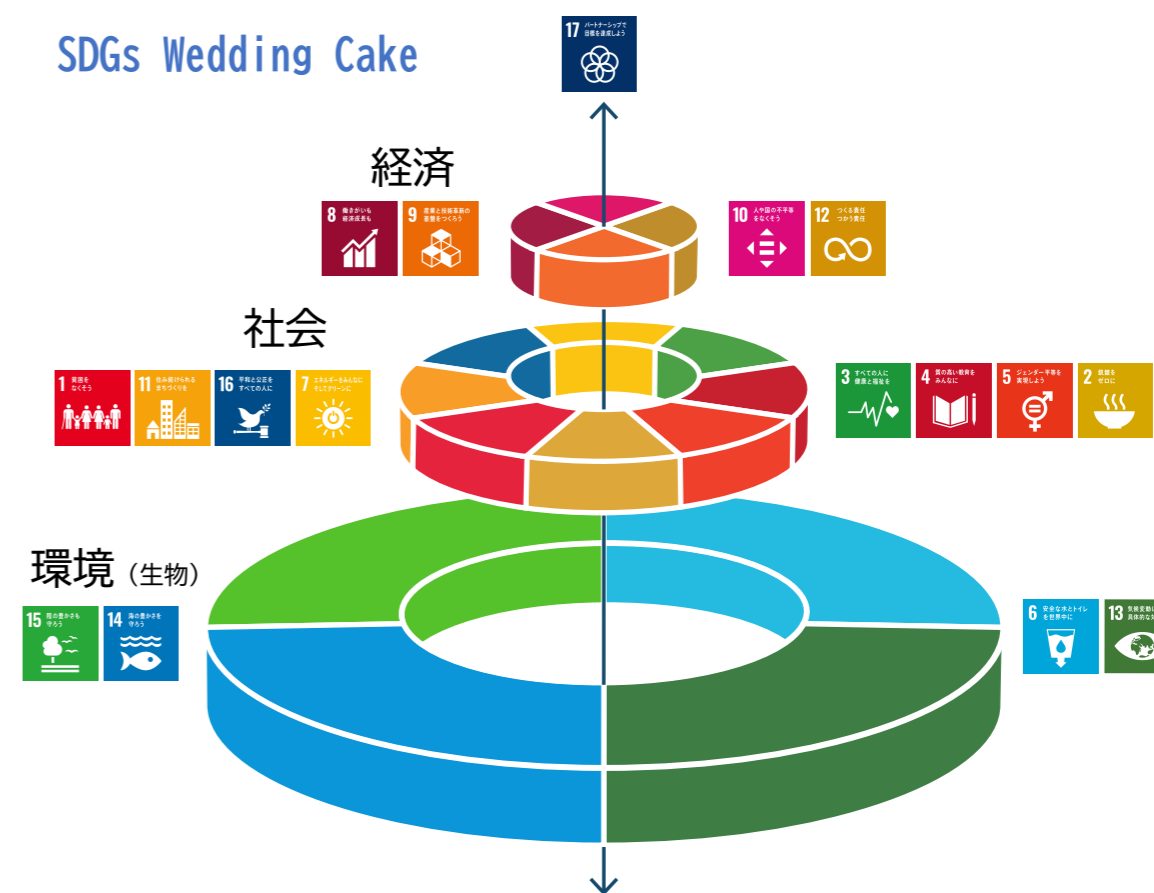 SDGs Wedding Cake
17 パートナーシップで
目標を達成しよう
経済
8 働きがいも
経済成長も
9 産業と技術革新の
基盤をつくろう
10 人や国の不平等
をなくそう
12 つくる責任
つかう責任
社会
1 貧困を
なくそう
11 住み続けられる
まちづくりを
16 平和と公正を
すべての人に
7 エネルギーをみんなに
そしてクリーンに
3 すべての人に
健康と福祉を
4 質の高い教育を
みんなに
5 ジェンダー平等を
実現しよう
2 飢餓を
ゼロに
環境（生物）
15 陸の豊かさも
守ろう
14 海の豊かさを
守ろう
6 安全な水とトイレ
を世界中に
13 気候変動に
具体的な